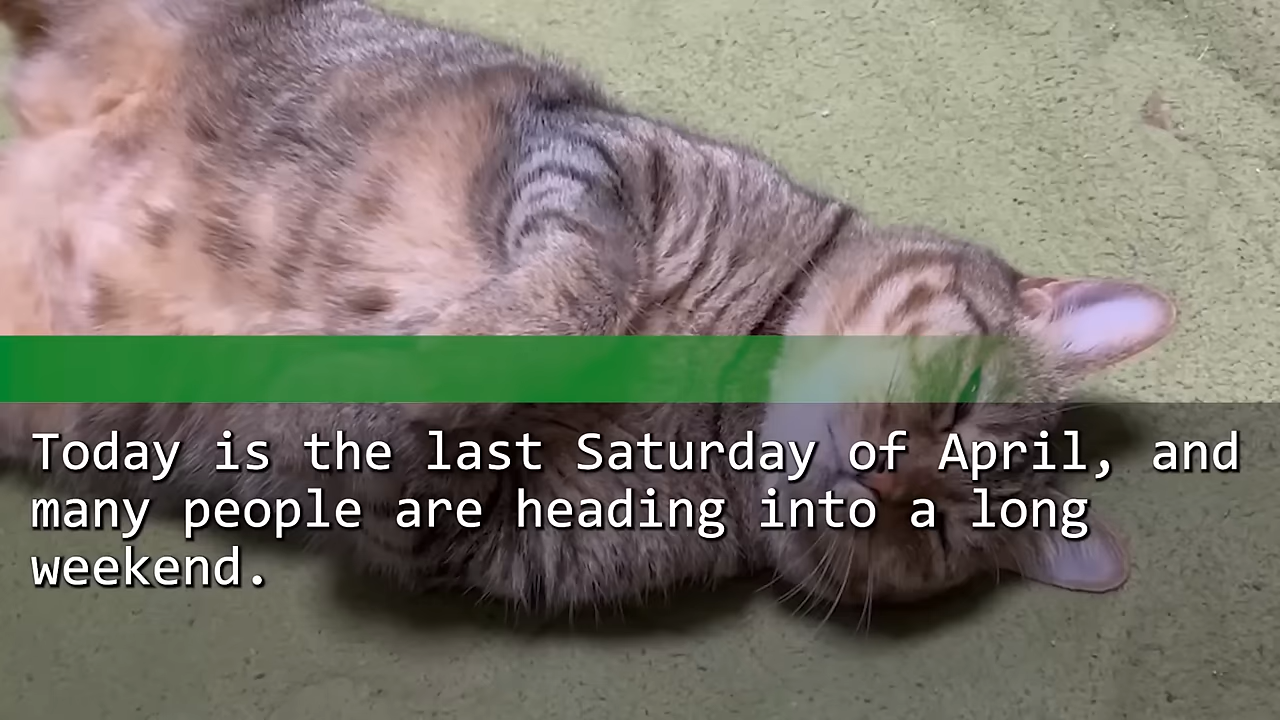 Today is the last Saturday of April, and
many people are heading into a long
weekend.